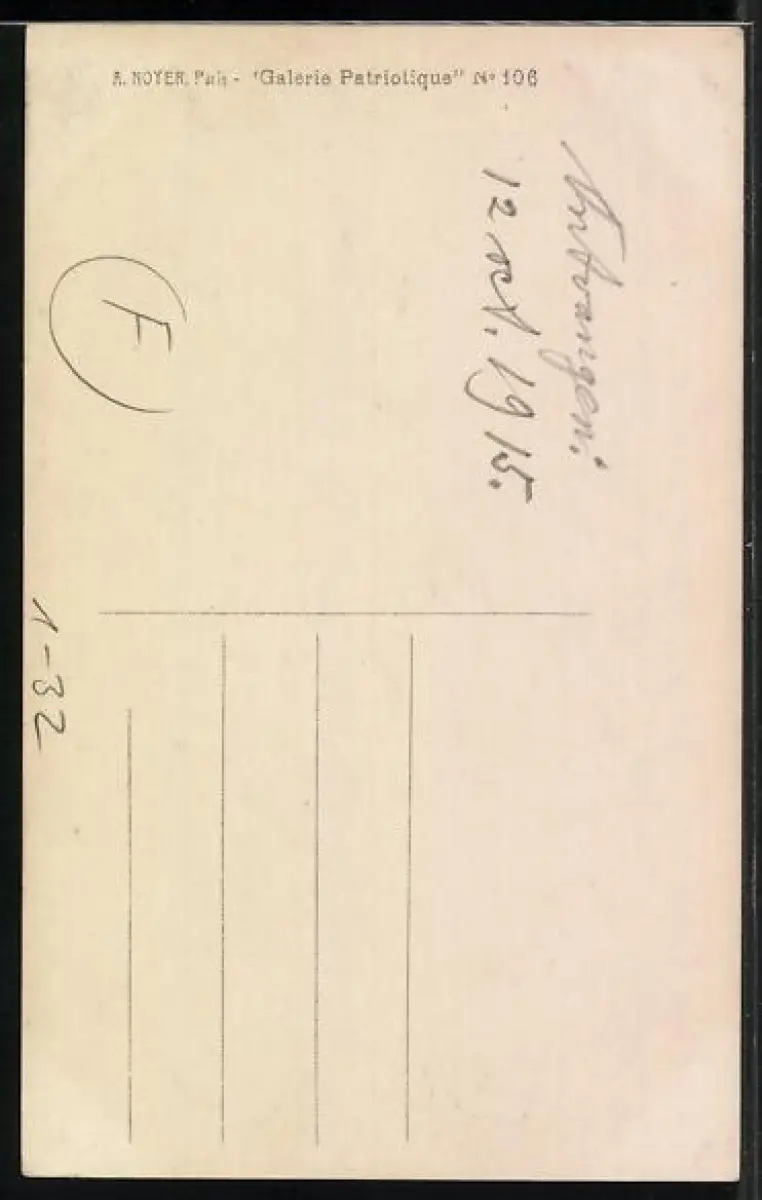 A. NOYER, Paris - "Galerie Patriotique" No 106
12 oct. 1915.
F
1-32